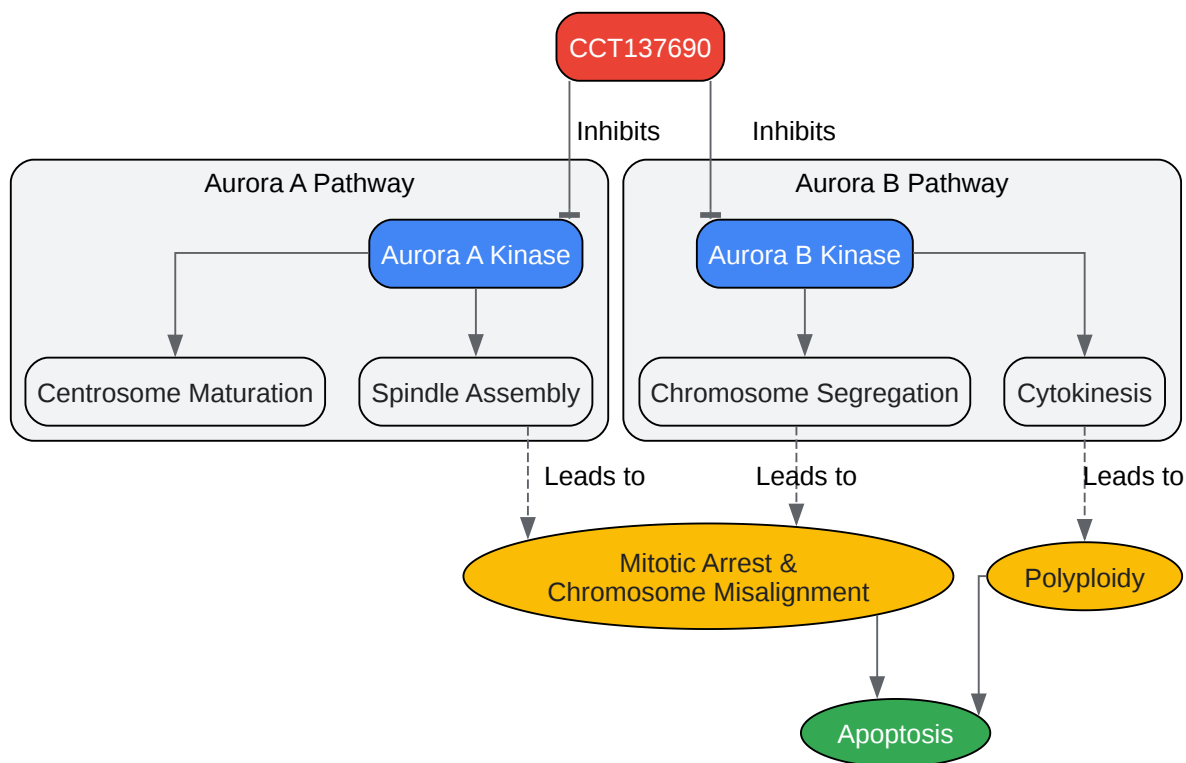 CCT137690
Inhibits
Inhibits
Aurora A Pathway
Aurora B Pathway
Aurora A Kinase
Aurora B Kinase
Centrosome Maturation
Spindle Assembly
Chromosome Segregation
Cytokinesis
Leads to
Leads to
Leads to
Mitotic Arrest &
Chromosome Misalignment
Polyploidy
Apoptosis